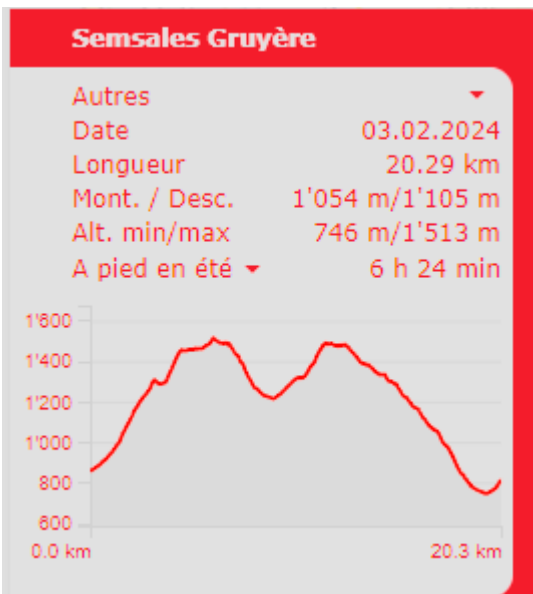 Semsales Gruyère
Autres
Date 03.02.2024
Longueur 20.29 km
Mont. / Desc. 1'054 m/1'105 m
Alt. min/max 746 m/1'513 m
A pied en été 6 h 24 min
1'600
1'400
1'200
1'000
800
600
0.0 km 20.3 km